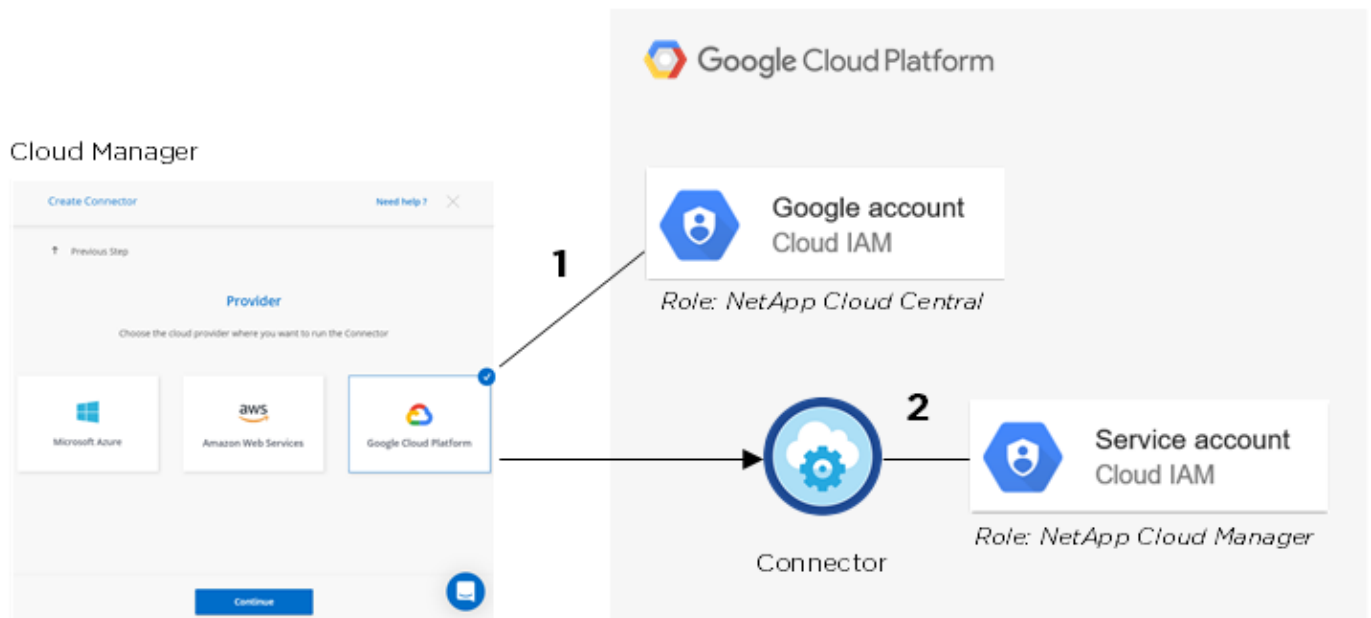 Google Cloud Platform
Cloud Manager
Create Connector
Need help ?
Previous Step
Provider
Choose the cloud provider where you want to run the Connector
Microsoft Azure
aws
Amazon Web Services
Google Cloud Platform
Continue
1
Google account
Cloud IAM
Role: NetApp Cloud Central
2
Connector
Service account
Cloud IAM
Role: NetApp Cloud Manager